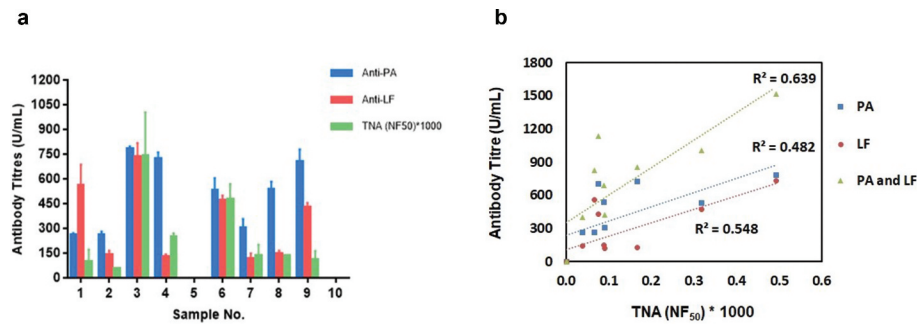 a
Antibody Titres (U/mL)
1200
1050
900
750
600
450
300
150
0
1 2 3 4 5 6 7 8 9 10
Sample No.
Anti-PA
Anti-LF
TNA (NF50)*1000
b
Antibody Titre (U/mL)
1800
1500
1200
900
600
300
0
0.0 0.1 0.2 0.3 0.4 0.5 0.6
TNA (NF₅₀) * 1000
R² = 0.639
R² = 0.482
R² = 0.548
PA
LF
PA and LF